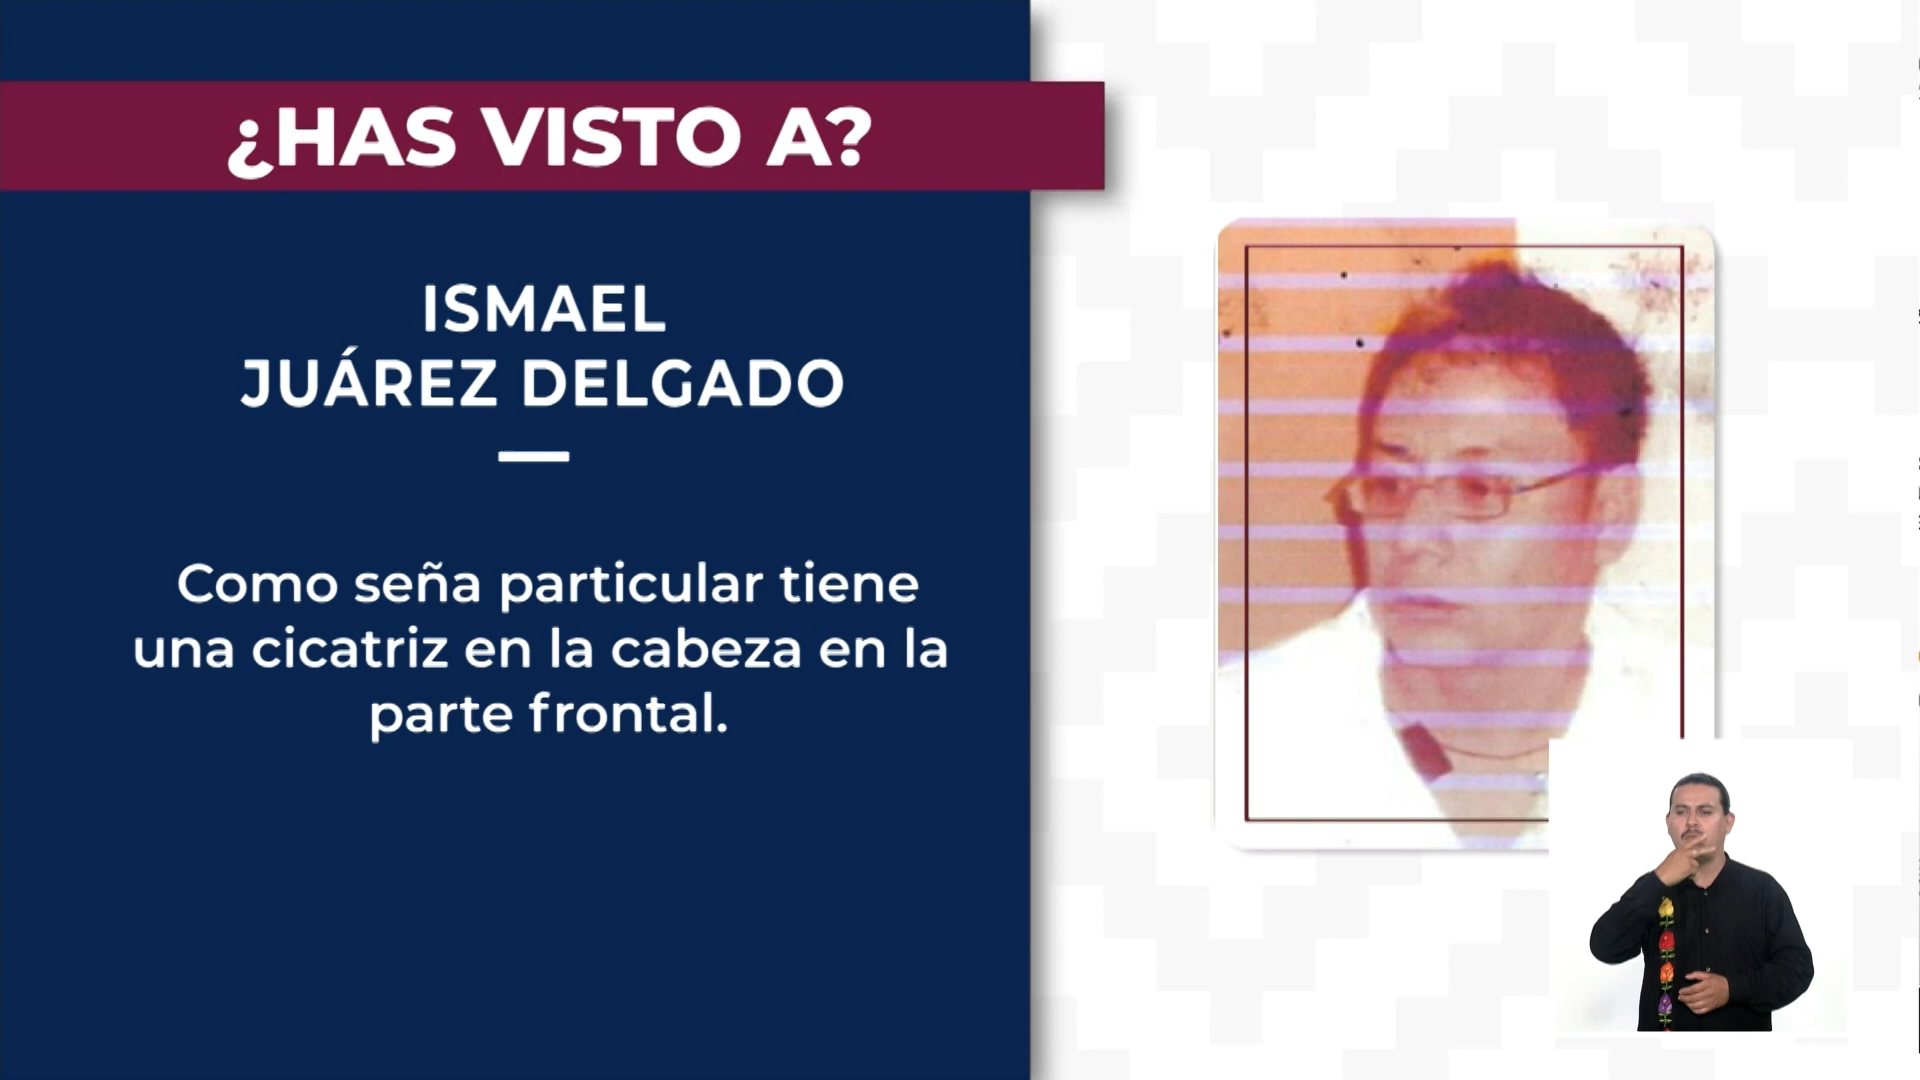 ¿HAS VISTO A?
ISMAEL
JUÁREZ DELGADO
Como seña particular tiene
una cicatriz en la cabeza en la
parte frontal.